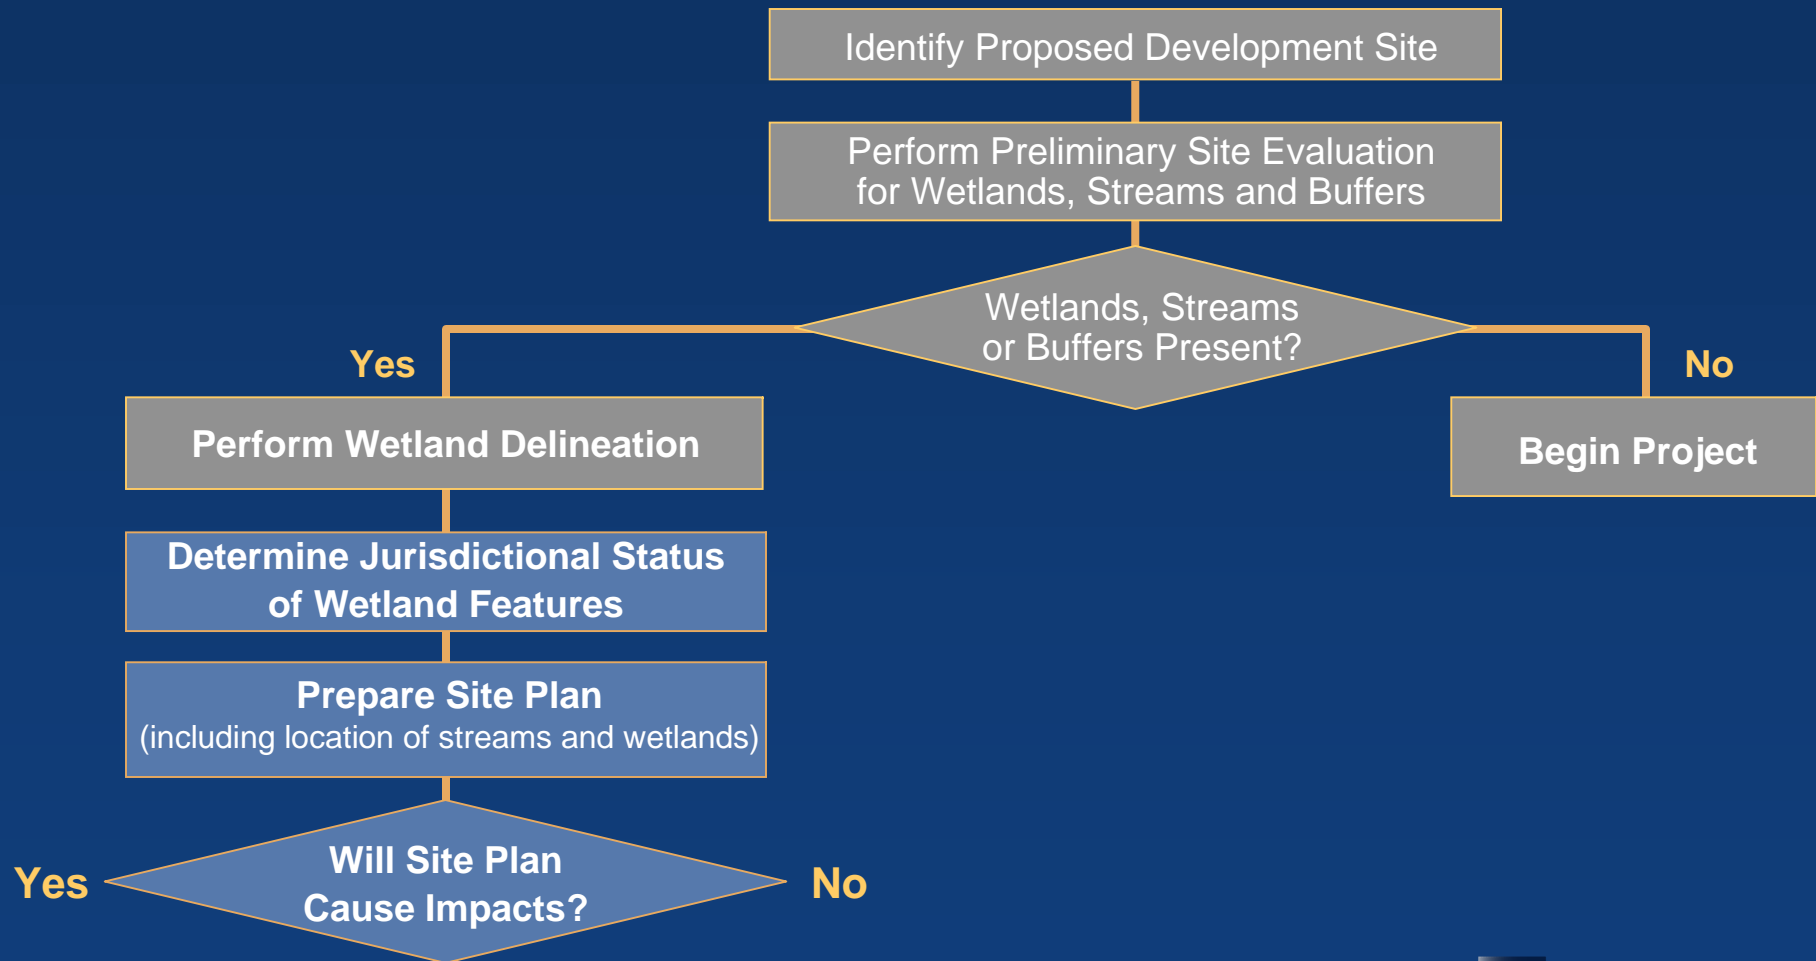 Identify Proposed Development Site
Perform Preliminary Site Evaluation
for Wetlands, Streams and Buffers
Wetlands, Streams
or Buffers Present?
Yes
No
Perform Wetland Delineation
Begin Project
Determine Jurisdictional Status
of Wetland Features
Prepare Site Plan
(including location of streams and wetlands)
Will Site Plan
Cause Impacts?
Yes
No